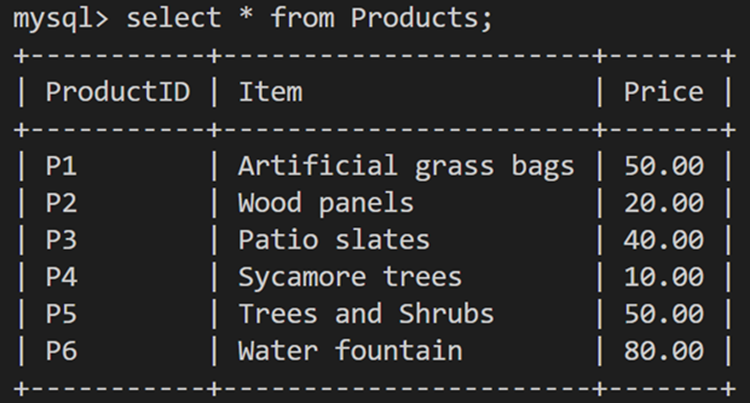 mysql> select * from Products;
+-----------+-----------------------+-------+
| ProductID | Item                  | Price |
+-----------+-----------------------+-------+
| P1        | Artificial grass bags | 50.00 |
| P2        | Wood panels           | 20.00 |
| P3        | Patio slates          | 40.00 |
| P4        | Sycamore trees        | 10.00 |
| P5        | Trees and Shrubs      | 50.00 |
| P6        | Water fountain        | 80.00 |
+-----------+-----------------------+-------+